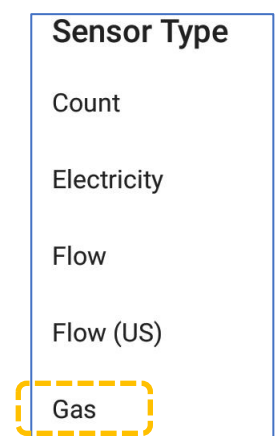 Sensor Type
Count
Electricity
Flow
Flow (US)
Gas